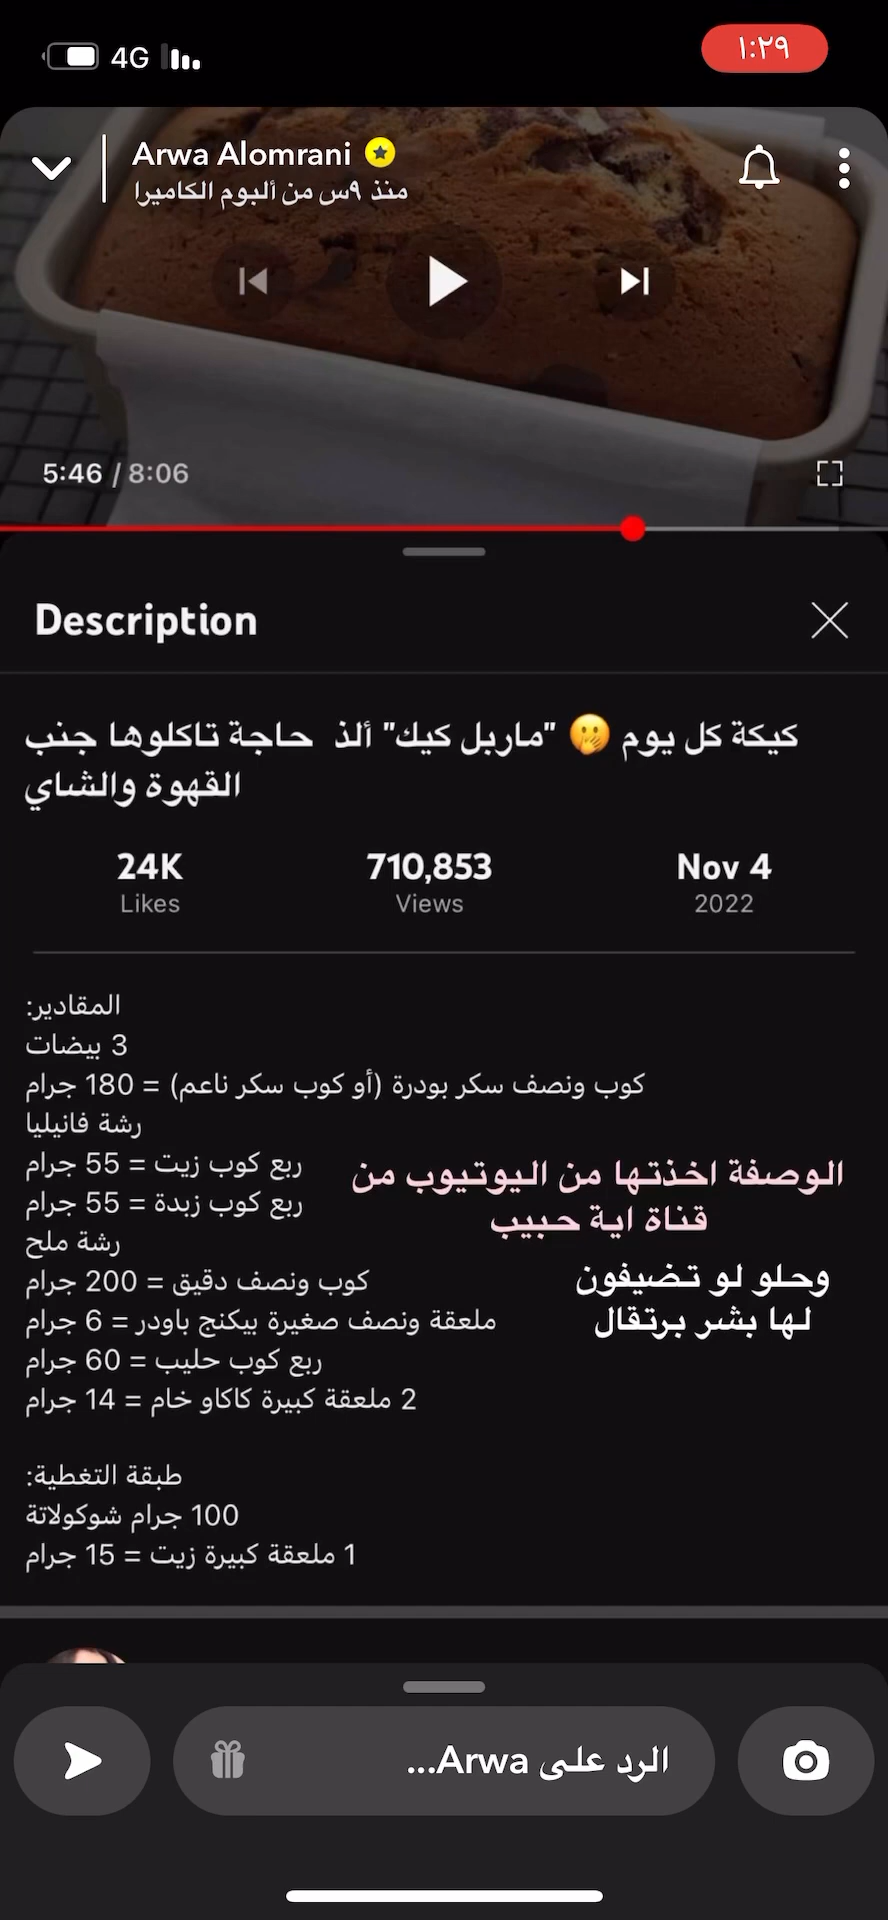 4G
١:٢٩
Arwa Alomrani
منذ ٩س من ألبوم الكاميرا
5:46 / 8:06
Description
كيكة كل يوم 🤭 "ماربل كيك" ألذ حاجة تاكلوها جنب
القهوة والشاي
24K
Likes
710,853
Views
Nov 4
2022
المقادير:
3 بيضات
كوب ونصف سكر بودرة (أو كوب سكر ناعم) = 180 جرام
رشة فانيليا
ربع كوب زيت = 55 جرام
ربع كوب زبدة = 55 جرام
رشة ملح
كوب ونصف دقيق = 200 جرام
ملعقة ونصف صغيرة بيكنج باودر = 6 جرام
ربع كوب حليب = 60 جرام
2 ملعقة كبيرة كاكاو خام = 14 جرام
الوصفة اخذتها من اليوتيوب من
قناة اية حبيب
وحلو لو تضيفون
لها بشر برتقال
طبقة التغطية:
100 جرام شوكولاتة
1 ملعقة كبيرة زيت = 15 جرام
الرد على Arwa...